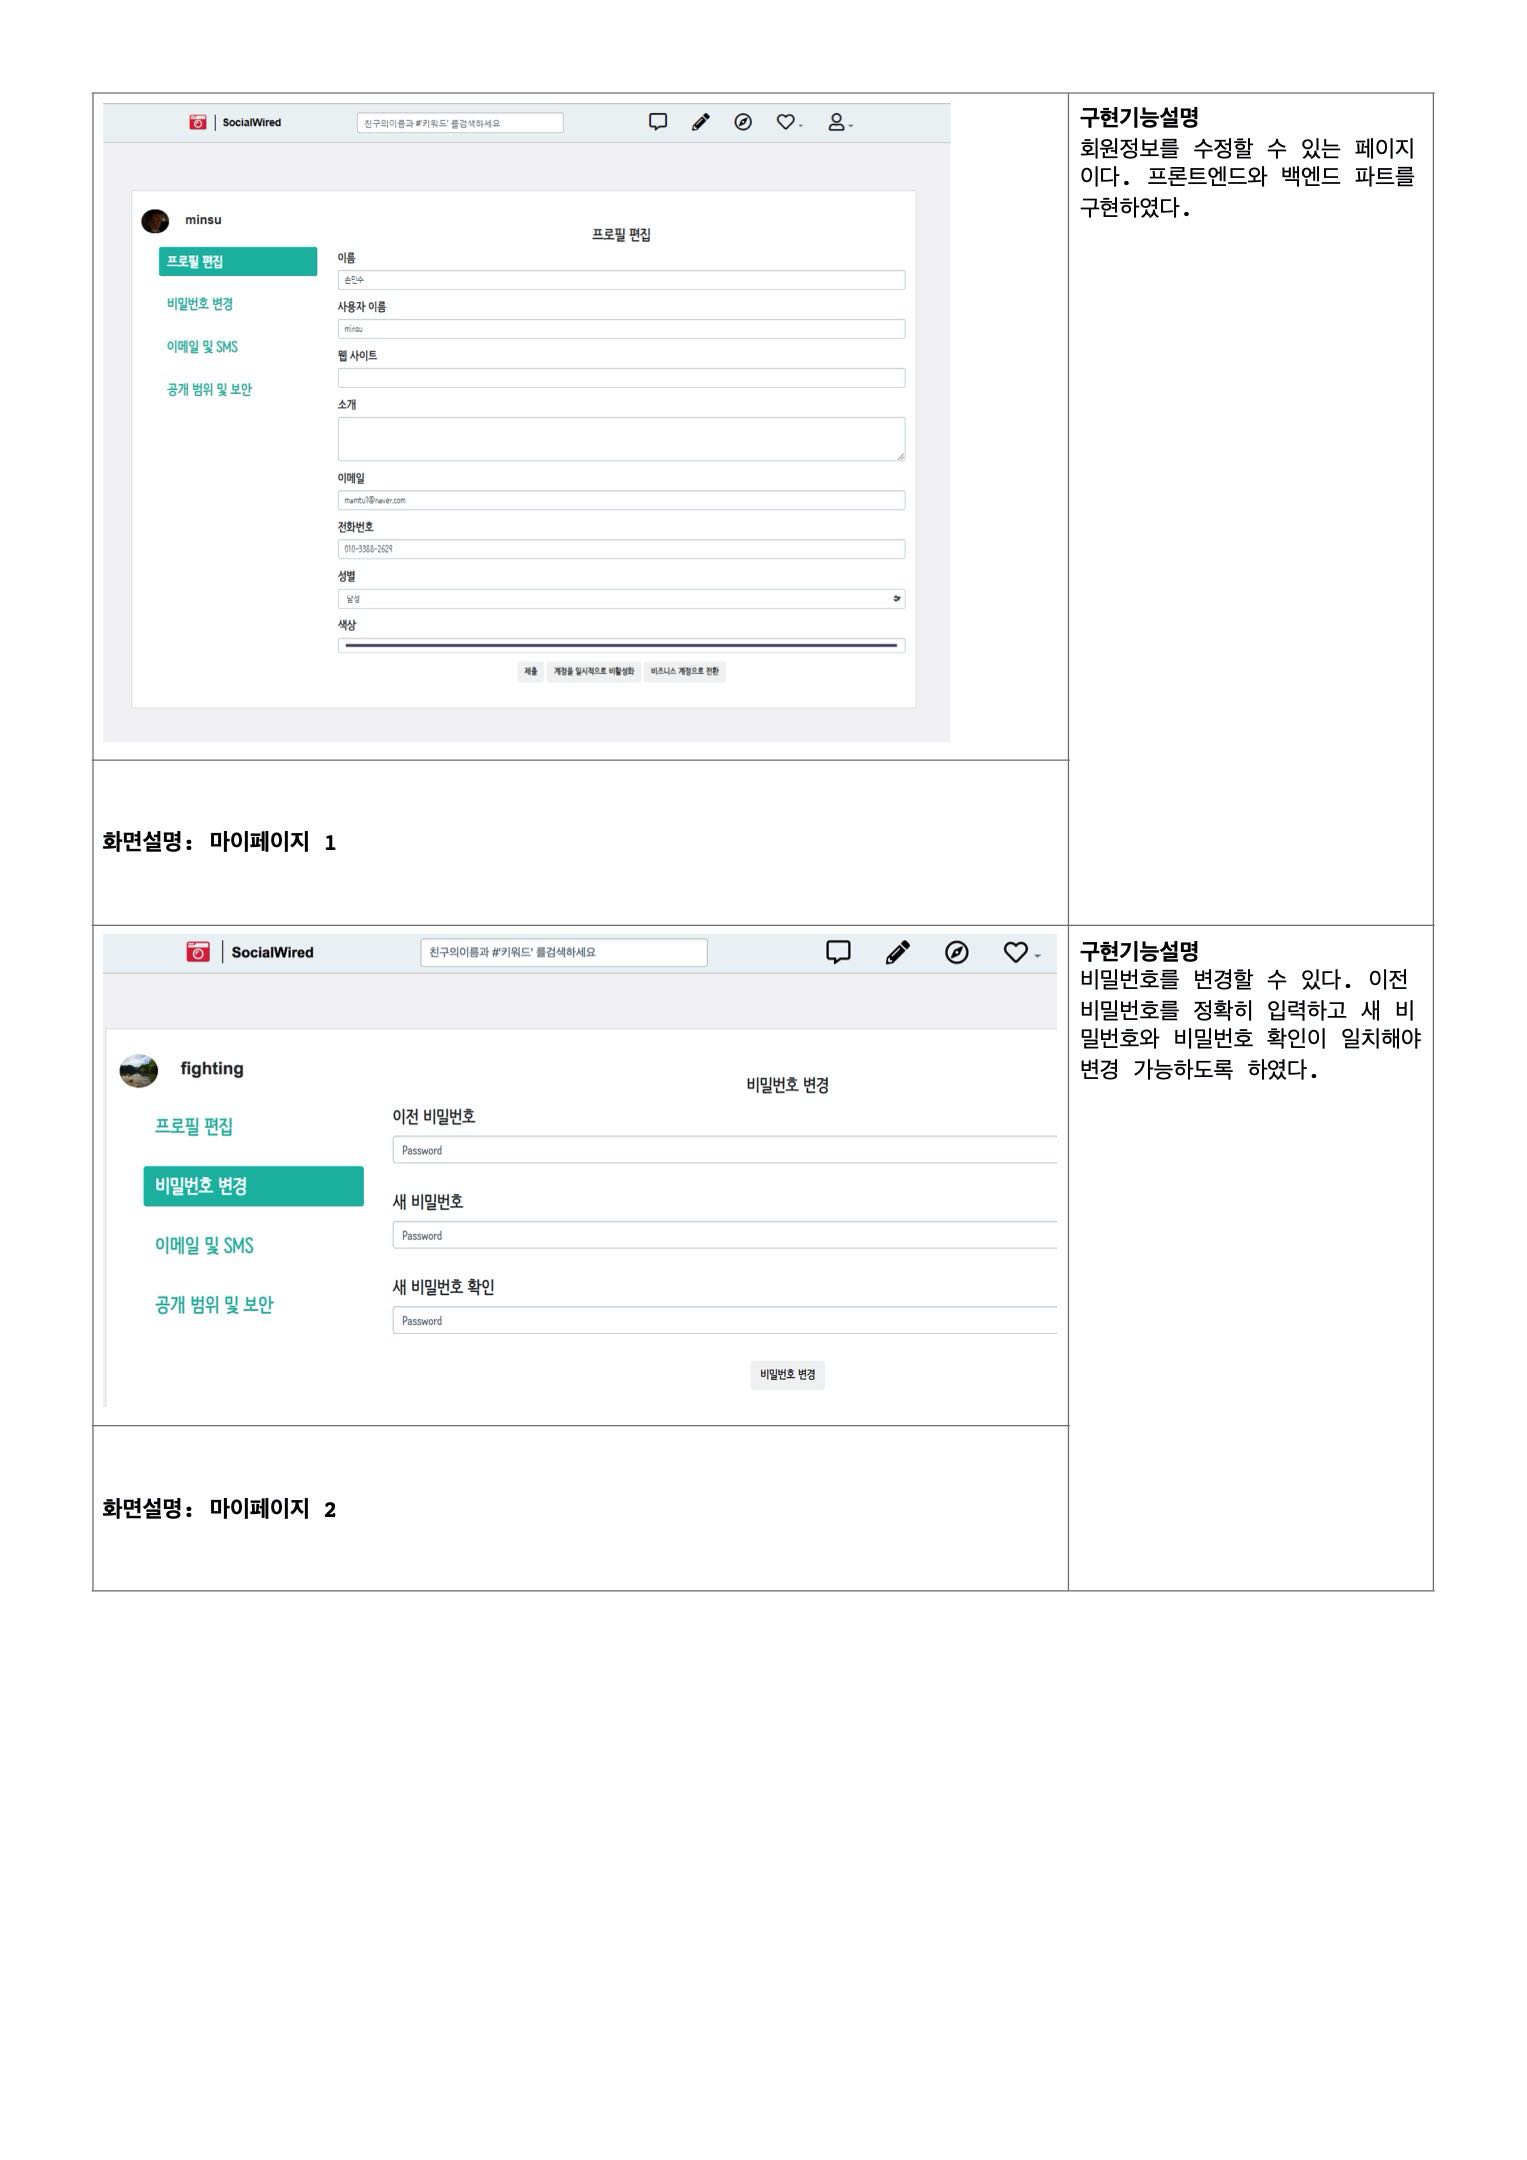 SocialWired
친구의이름과 #'키워드' 를검색하세요
minsu
프로필 편집
비밀번호 변경
이메일 및 SMS
공개 범위 및 보안
프로필 편집
이름
손민수
사용자 이름
minsu
웹 사이트
소개
이메일
mamtu1@naver.com
전화번호
010-3388-2629
성별
남성
색상
제출 계정을 일시적으로 비활성화 비즈니스 계정으로 전환
구현기능설명
회원정보를 수정할 수 있는 페이지
이다. 프론트엔드와 백엔드 파트를
구현하였다.
화면설명: 마이페이지 1
SocialWired
친구의이름과 #'키워드' 를검색하세요
fighting
프로필 편집
비밀번호 변경
이메일 및 SMS
공개 범위 및 보안
비밀번호 변경
이전 비밀번호
Password
새 비밀번호
Password
새 비밀번호 확인
Password
비밀번호 변경
구현기능설명
비밀번호를 변경할 수 있다. 이전
비밀번호를 정확히 입력하고 새 비
밀번호와 비밀번호 확인이 일치해야
변경 가능하도록 하였다.
화면설명: 마이페이지 2